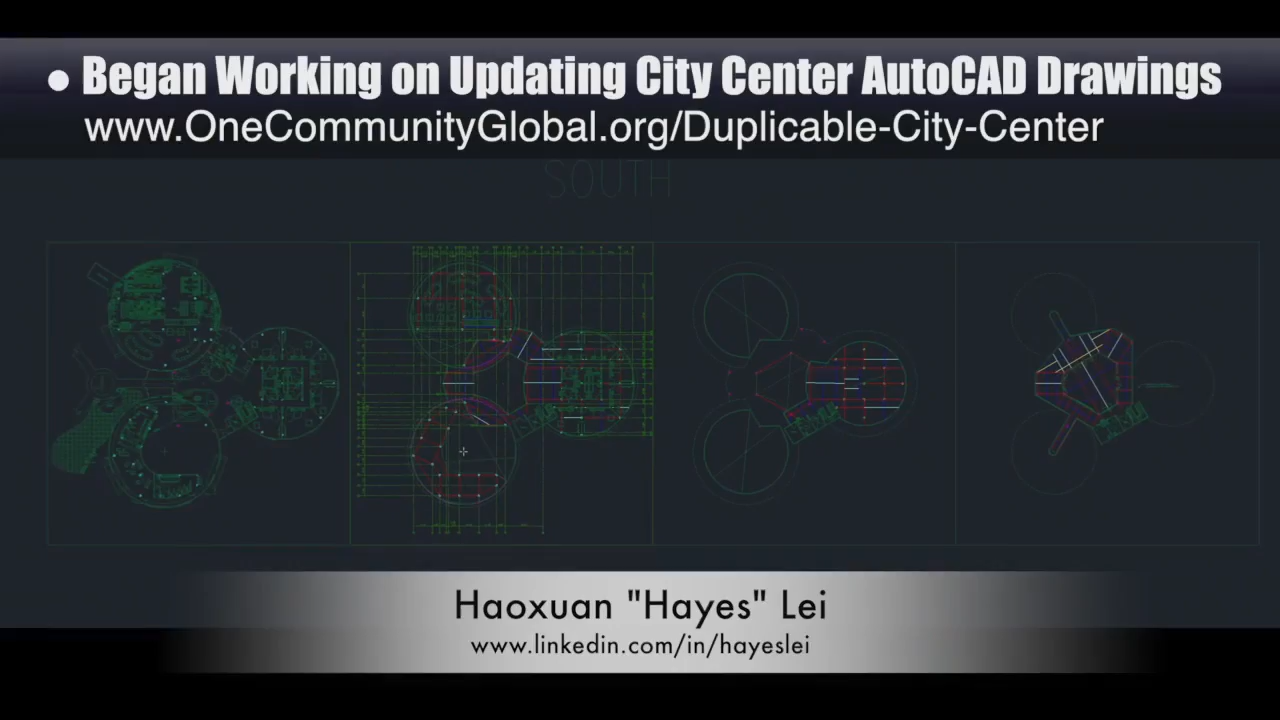 • Began Working on Updating City Center AutoCAD Drawings
www.OneCommunityGlobal.org/Duplicable-City-Center
SOUTH
Haoxuan "Hayes" Lei
www.linkedin.com/in/hayeslei